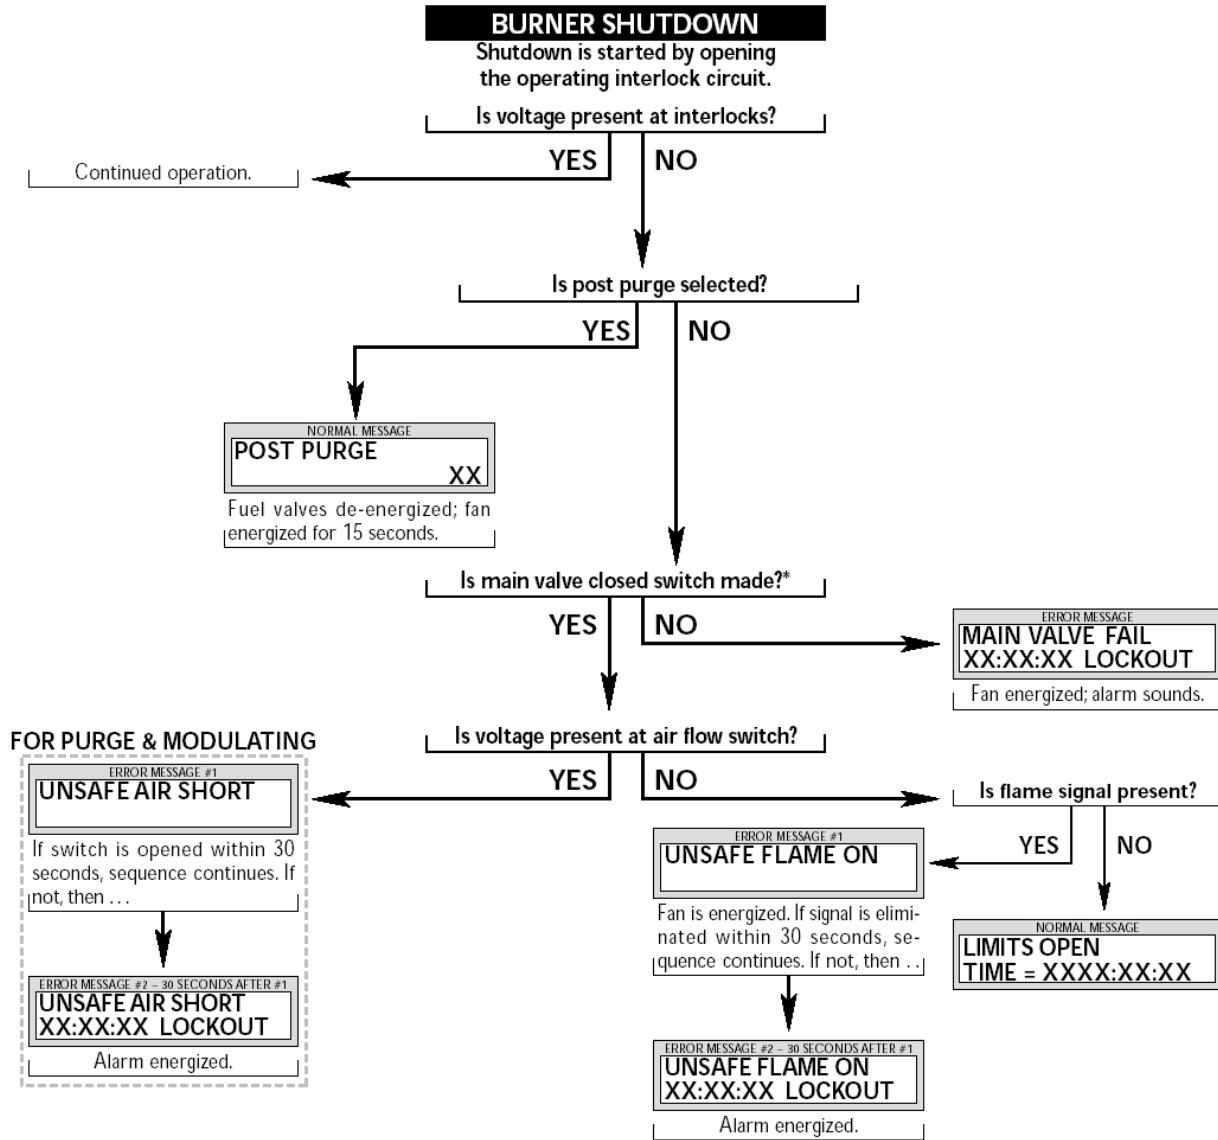 BURNER SHUTDOWN
Shutdown is started by opening
the operating interlock circuit.
Is voltage present at interlocks?
YES
NO
Continued operation.
Is post purge selected?
YES
NO
NORMAL MESSAGE
POST PURGE
XX
Fuel valves de-energized; fan
energized for 15 seconds.
Is main valve closed switch made?*
YES
NO
ERROR MESSAGE
MAIN VALVE FAIL
XX:XX:XX LOCKOUT
Fan energized; alarm sounds.
Is voltage present at air flow switch?
YES
NO
FOR PURGE & MODULATING
ERROR MESSAGE #1
UNSAFE AIR SHORT
If switch is opened within 30
seconds, sequence continues. If
not, then ...
ERROR MESSAGE #2 – 30 SECONDS AFTER #1
UNSAFE AIR SHORT
XX:XX:XX LOCKOUT
Alarm energized.
Is flame signal present?
YES
NO
ERROR MESSAGE #1
UNSAFE FLAME ON
Fan is energized. If signal is elimi-
nated within 30 seconds, se-
quence continues. If not, then . .
ERROR MESSAGE #2 – 30 SECONDS AFTER #1
UNSAFE FLAME ON
XX:XX:XX LOCKOUT
Alarm energized.
NORMAL MESSAGE
LIMITS OPEN
TIME = XXXX:XX:XX